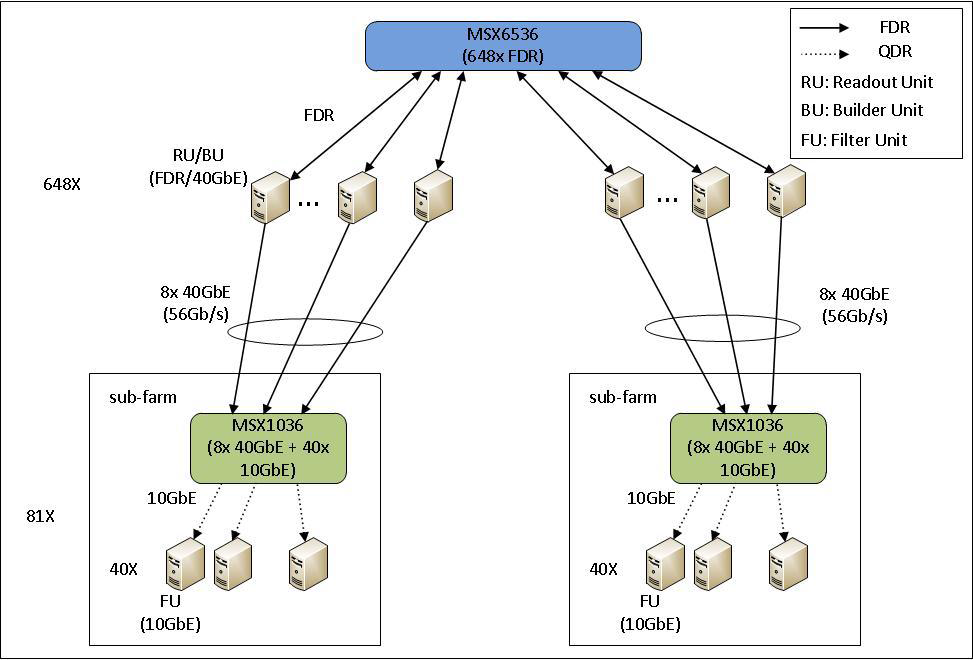 MSX6536
(648x FDR)
FDR
QDR
RU: Readout Unit
BU: Builder Unit
FU: Filter Unit
FDR
RU/BU
(FDR/40GbE)
648X
...
...
8x 40GbE
(56Gb/s)
8x 40GbE
(56Gb/s)
sub-farm
MSX1036
(8x 40GbE + 40x
10GbE)
10GbE
81X
40X
FU
(10GbE)
sub-farm
MSX1036
(8x 40GbE + 40x
10GbE)
10GbE
40X
FU
(10GbE)